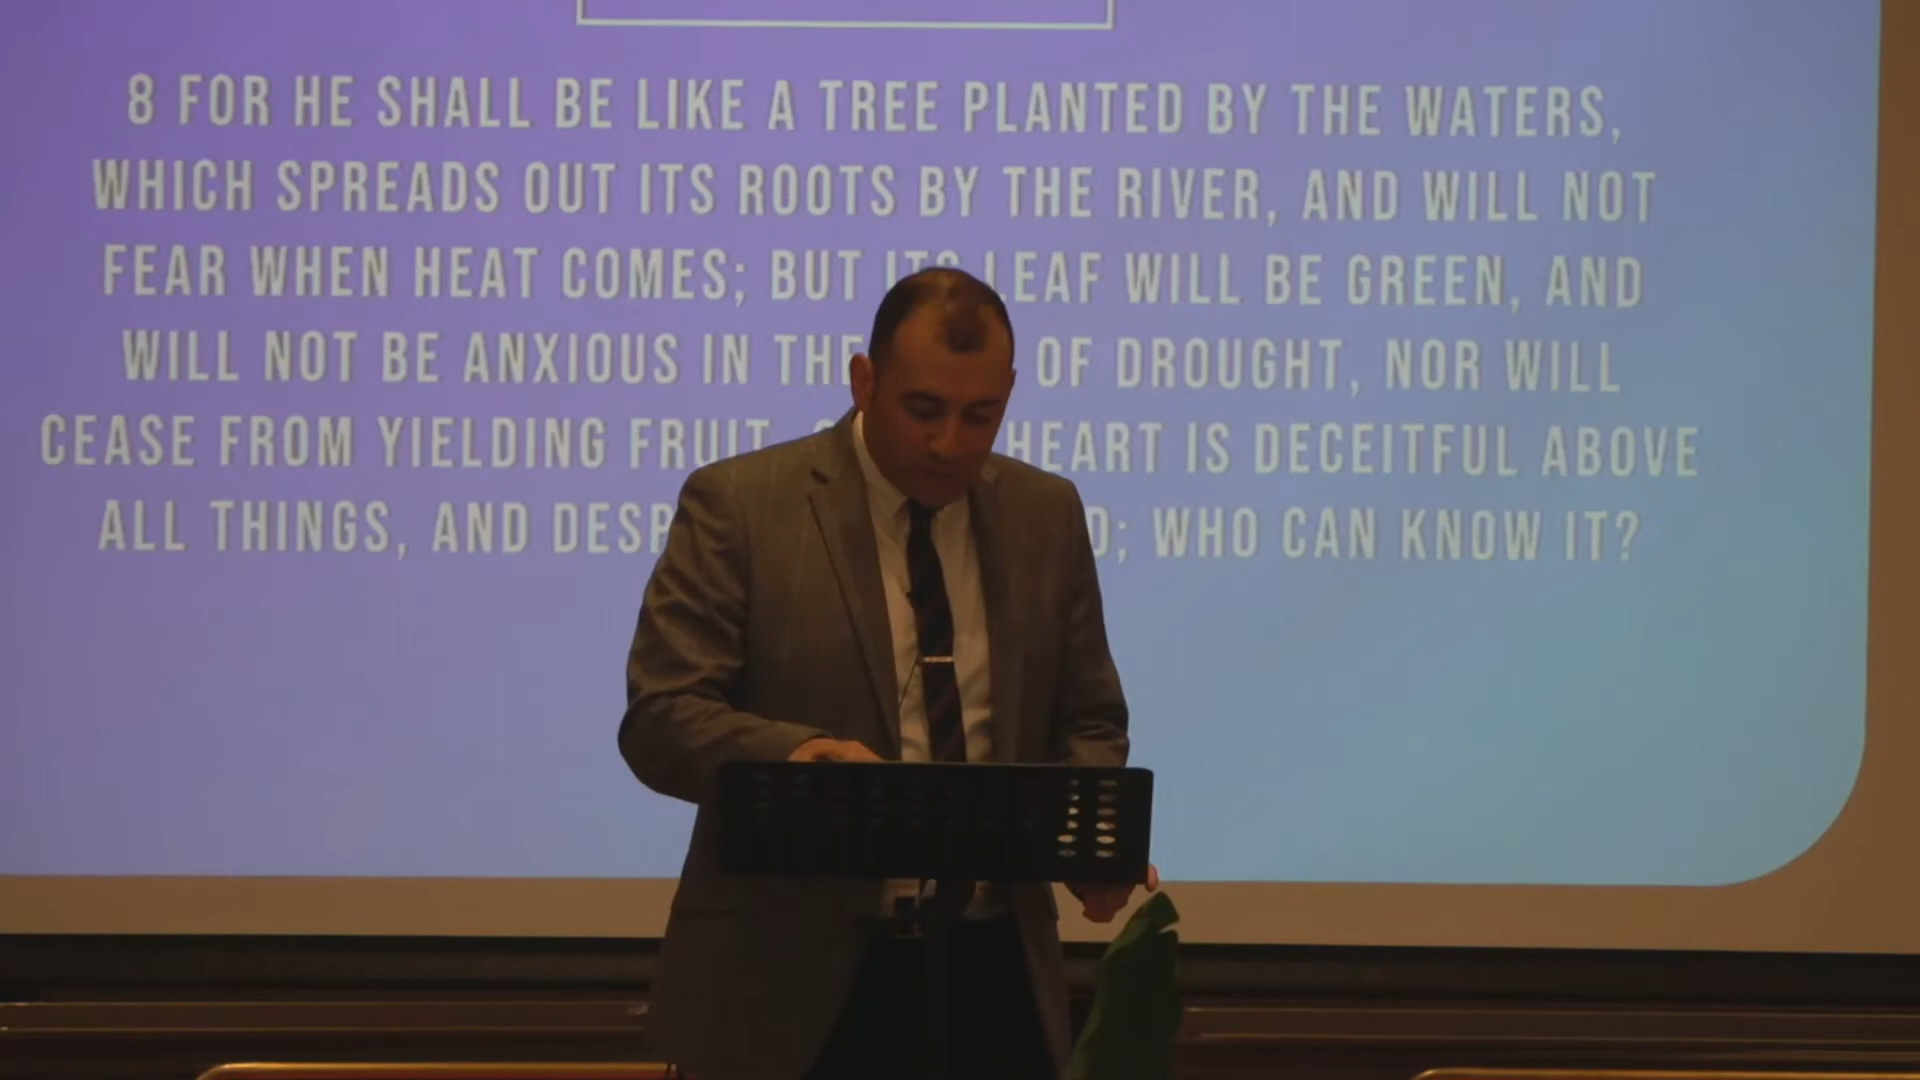 8 FOR HE SHALL BE LIKE A TREE PLANTED BY THE WATERS,
WHICH SPREADS OUT ITS ROOTS BY THE RIVER, AND WILL NOT
FEAR WHEN HEAT COMES; BUT ITS LEAF WILL BE GREEN, AND
WILL NOT BE ANXIOUS IN THE OF DROUGHT, NOR WILL
CEASE FROM YIELDING FRUIT. HEART IS DECEITFUL ABOVE
ALL THINGS, AND WHO CAN KNOW IT?